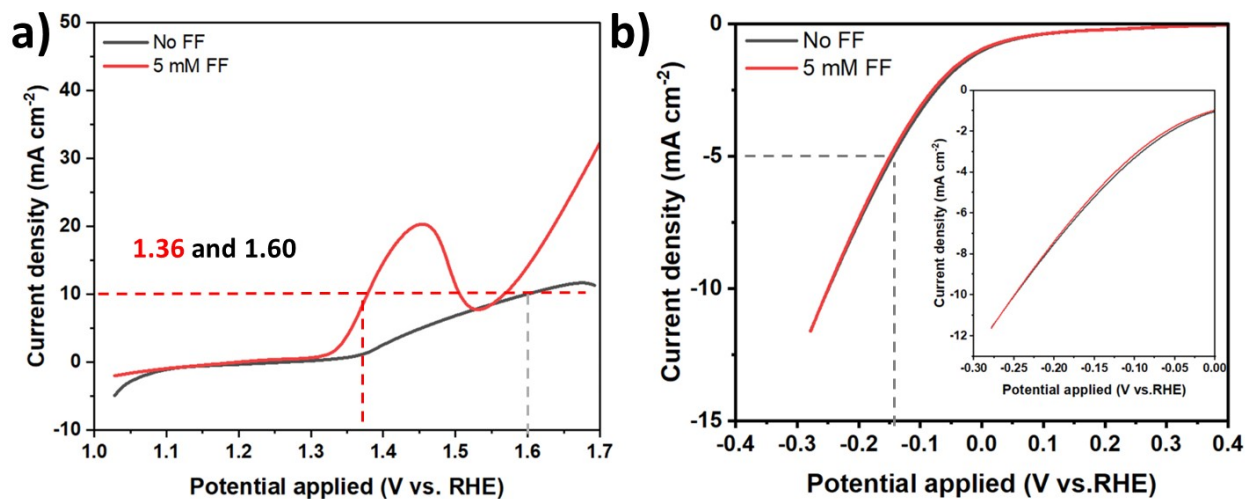 a)
No FF
5 mM FF
1.36 and 1.60
Current density (mA cm-2)
50
40
30
20
10
0
-10
1.0 1.1 1.2 1.3 1.4 1.5 1.6 1.7
Potential applied (V vs. RHE)
b)
No FF
5 mM FF
Current density (mA cm-2)
0
-5
-10
-15
-0.4 -0.3 -0.2 -0.1 0.0 0.1 0.2 0.3 0.4
Potential applied (V vs. RHE)
Current density (mA cm-2)
0
-2
-4
-6
-8
-10
-12
-0.30 -0.25 -0.20 -0.15 -0.10 -0.05 0.00
Potential applied (V vs.RHE)